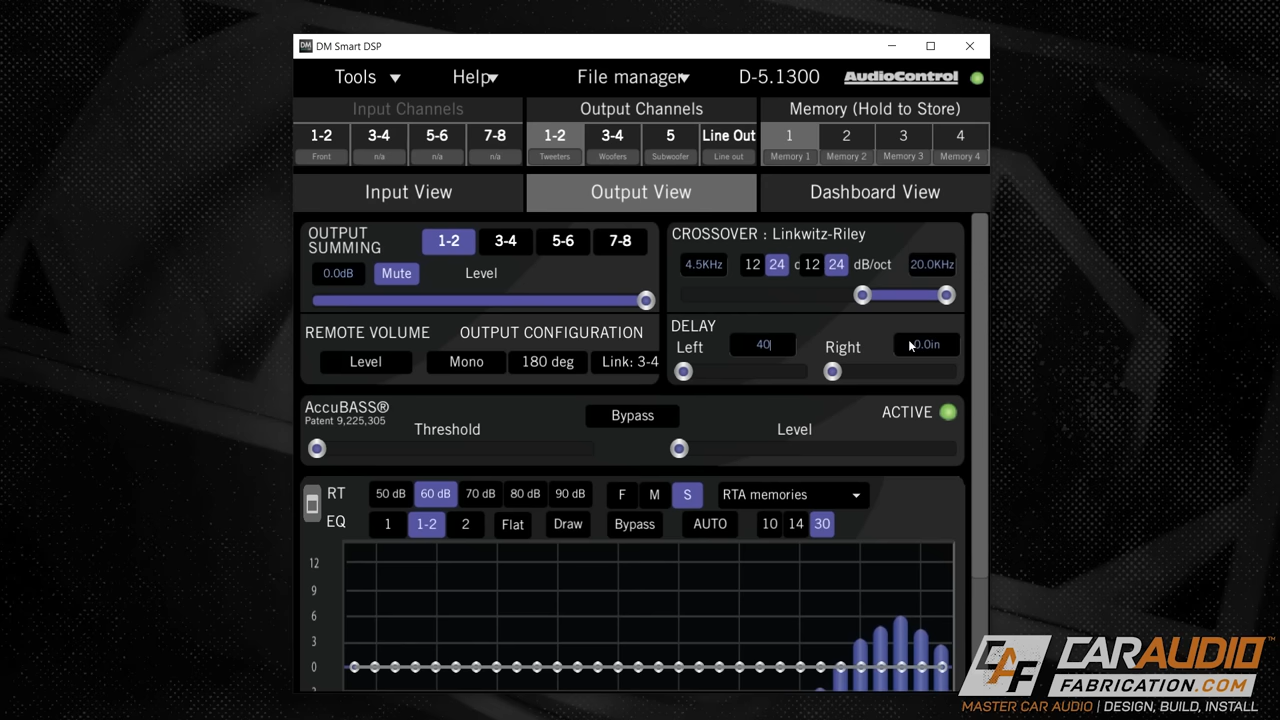 DM DM Smart DSP
Tools Help File manager D-5.1300 AudioControl
Input Channels Output Channels Memory (Hold to Store)
1-2 3-4 5-6 7-8 1-2 3-4 5 Line Out 1 2 3 4
Front n/a n/a n/a Tweeters Woofers Subwoofer Line out Memory 1 Memory 2 Memory 3 Memory 4
Input View Output View Dashboard View
OUTPUT
SUMMING
1-2 3-4 5-6 7-8
0.0dB Mute Level
CROSSOVER : Linkwitz-Riley
4.5KHz 12 24 12 24 dB/oct 20.0KHz
REMOTE VOLUME OUTPUT CONFIGURATION
Level Mono 180 deg Link: 3-4
DELAY
Left 40 Right 0.0in
AccuBASS®
Patent 9,225,305
Threshold Bypass Level ACTIVE
RT 50 dB 60 dB 70 dB 80 dB 90 dB F M S RTA memories
EQ 1 1-2 2 Flat Draw Bypass AUTO 10 14 30
12
9
6
3
0
CAF CARAUDIO™
FABRICATION.COM
MASTER CAR AUDIO | DESIGN, BUILD, INSTALL